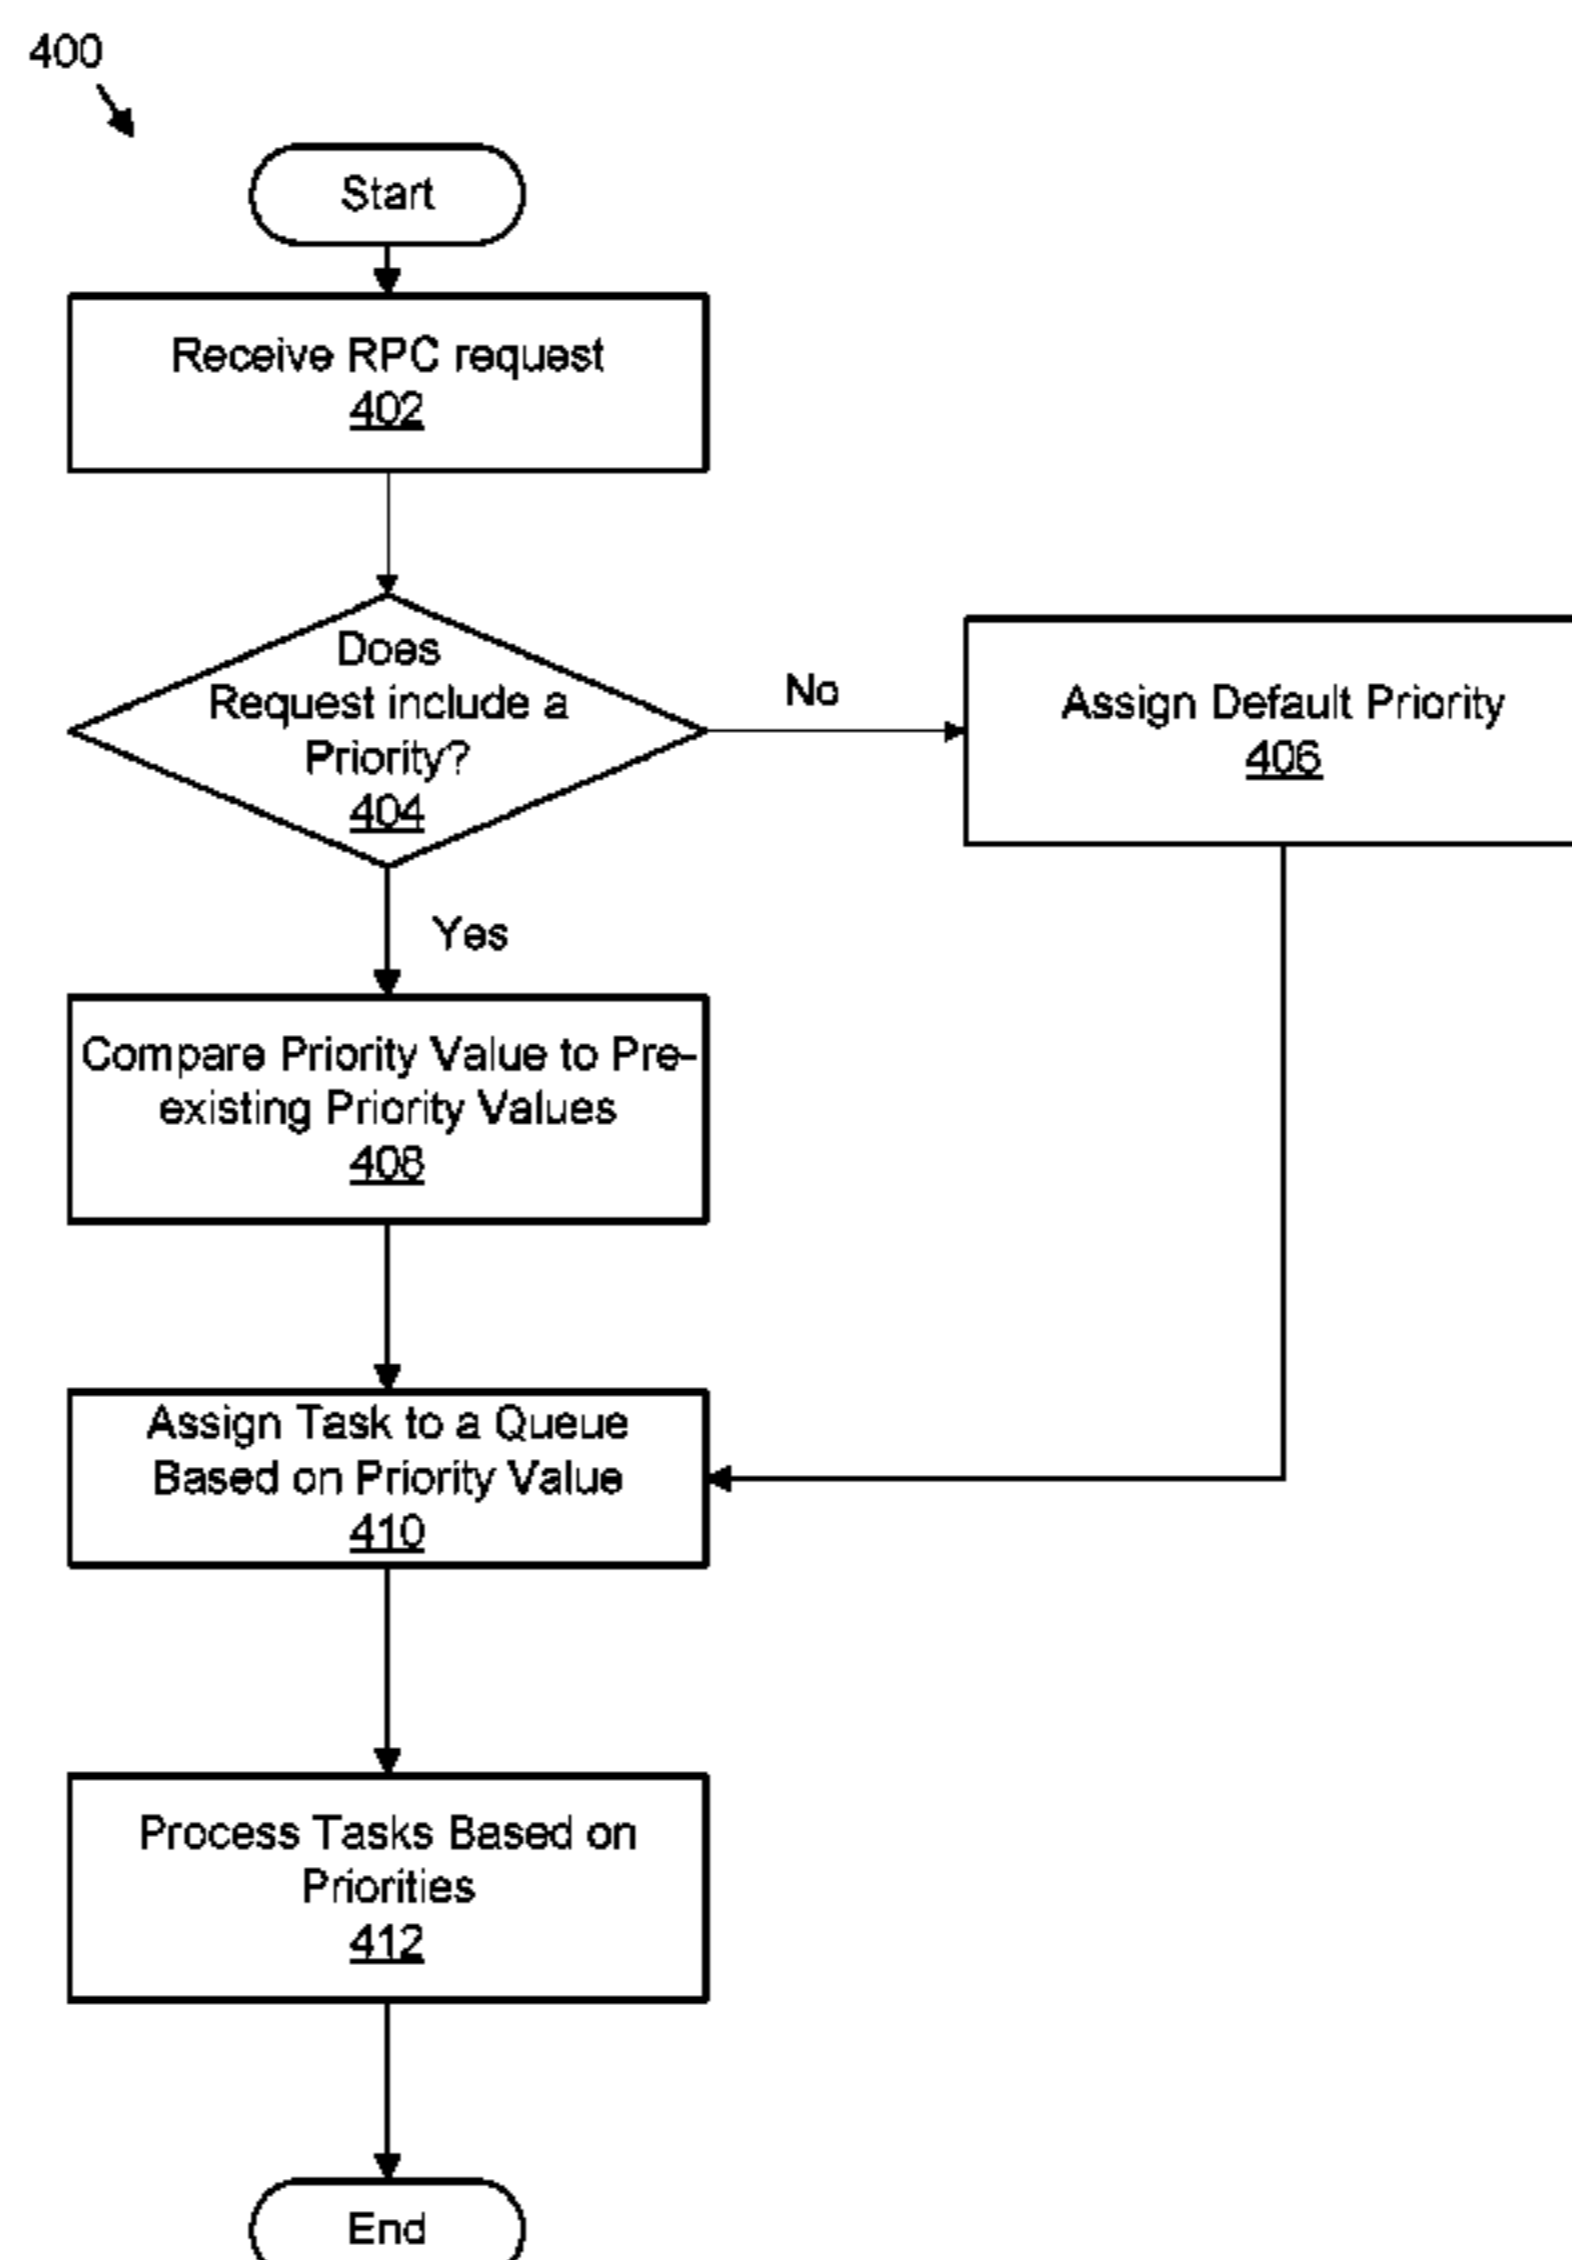 400
Start
Receive RPC request
402
Does
Request include a
Priority?
404
No
Assign Default Priority
406
Yes
Compare Priority Value to Pre-
existing Priority Values
408
Assign Task to a Queue
Based on Priority Value
410
Process Tasks Based on
Priorities
412
End